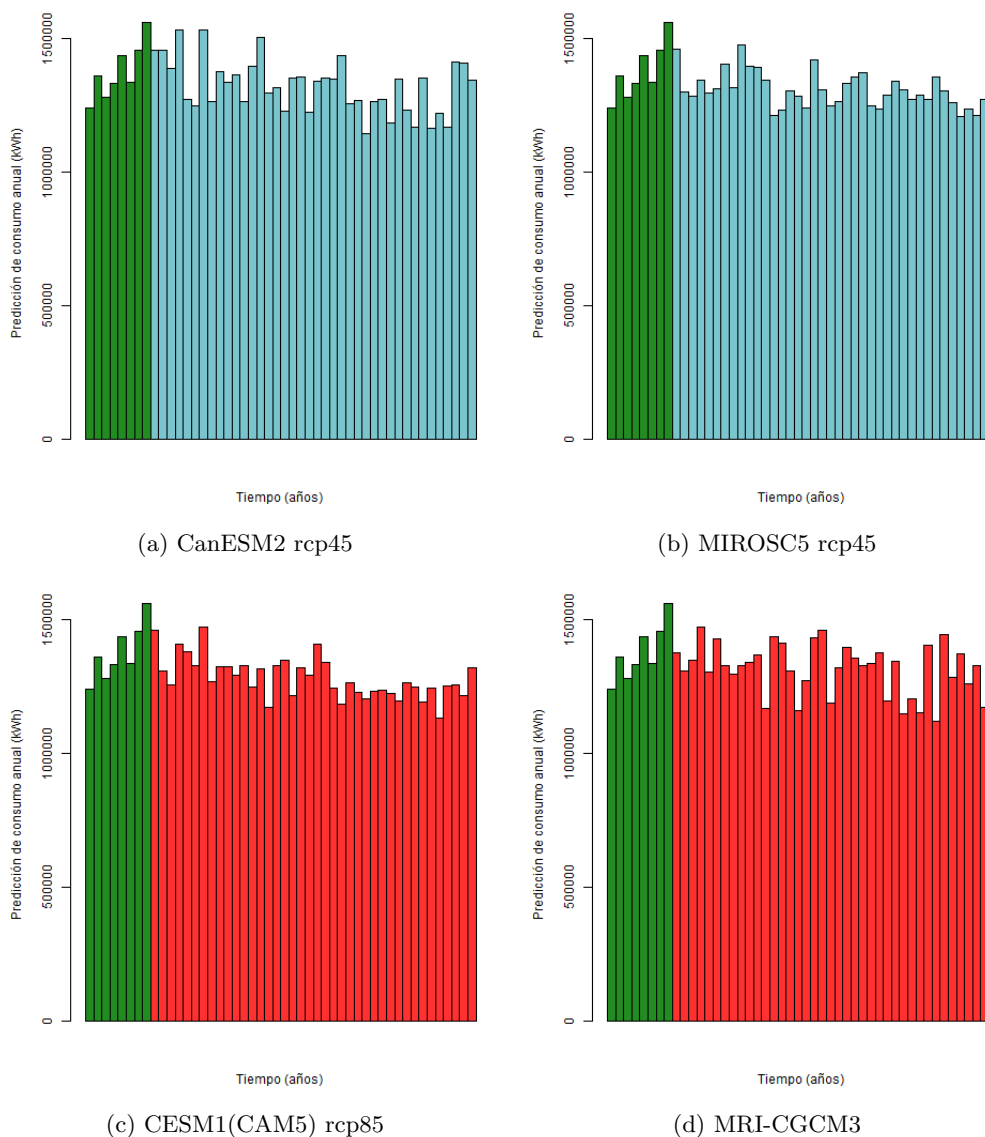 Predicción de consumo anual (kWh)
0 500000 1000000 1500000
Tiempo (años)
(a) CanESM2 rcp45
Predicción de consumo anual (kWh)
0 500000 1000000 1500000
Tiempo (años)
(b) MIROSC5 rcp45
Predicción de consumo anual (kWh)
0 500000 1000000 1500000
Tiempo (años)
(c) CESM1(CAM5) rcp85
Predicción de consumo anual (kWh)
0 500000 1000000 1500000
Tiempo (años)
(d) MRI-CGCM3